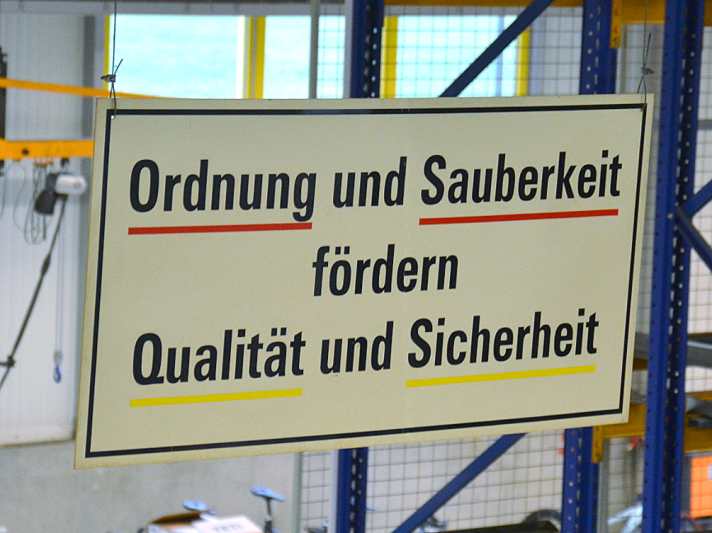 Ordnung und Sauberkeit
fördern
Qualität und Sicherheit